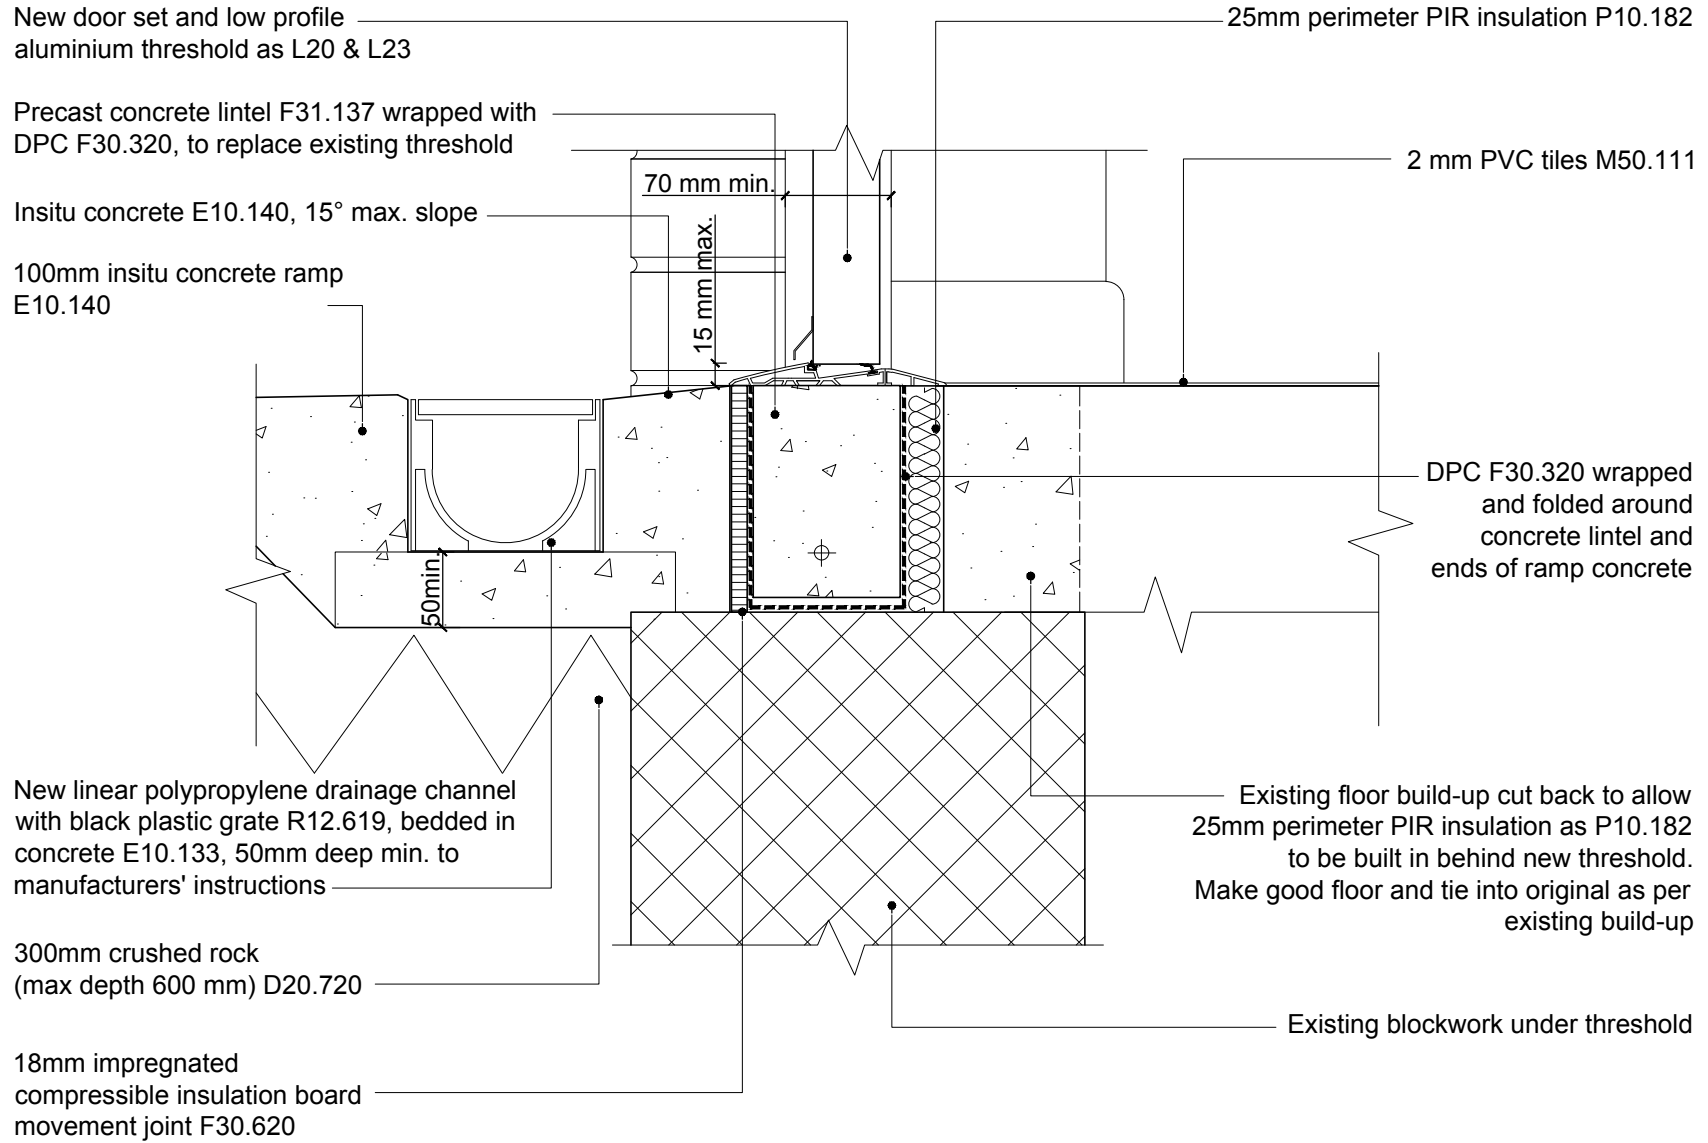 New door set and low profile
aluminium threshold as L20 & L23
Precast concrete lintel F31.137 wrapped with
DPC F30.320, to replace existing threshold
Insitu concrete E10.140, 15° max. slope
100mm insitu concrete ramp
E10.140
70 mm min.
15 mm max.
50min.
25mm perimeter PIR insulation P10.182
2 mm PVC tiles M50.111
DPC F30.320 wrapped
and folded around
concrete lintel and
ends of ramp concrete
New linear polypropylene drainage channel
with black plastic grate R12.619, bedded in
concrete E10.133, 50mm deep min. to
manufacturers' instructions
300mm crushed rock
(max depth 600 mm) D20.720
18mm impregnated
compressible insulation board
movement joint F30.620
Existing floor build-up cut back to allow
25mm perimeter PIR insulation as P10.182
to be built in behind new threshold.
Make good floor and tie into original as per
existing build-up
Existing blockwork under threshold